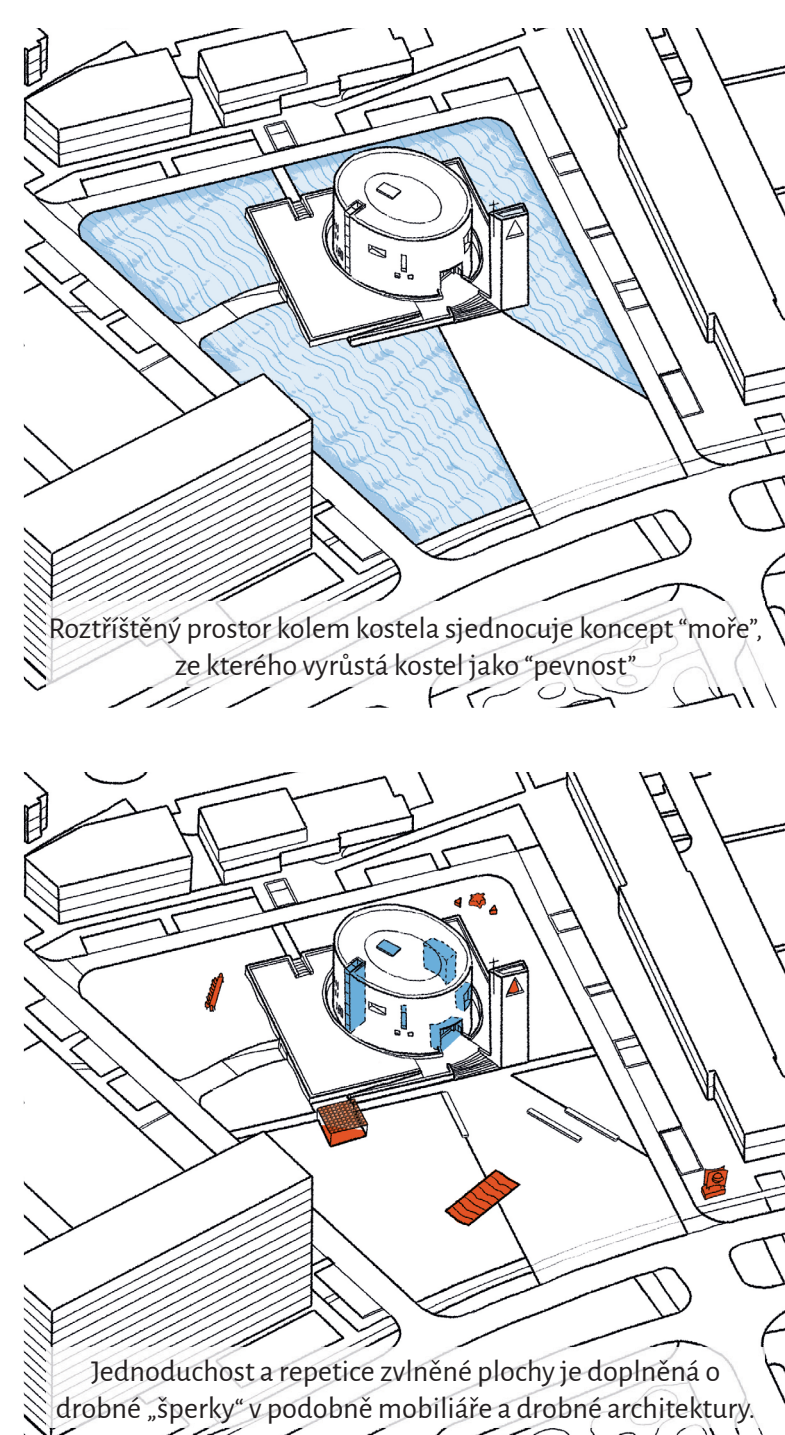 Roztříštěný prostor kolem kostela sjednocuje koncept “moře”,
ze kterého vyrůstá kostel jako “pevnost”
Jednoduchost a repetice zvlněné plochy je doplněná o
drobné „šperky“ v podobně mobiliáře a drobné architektury.